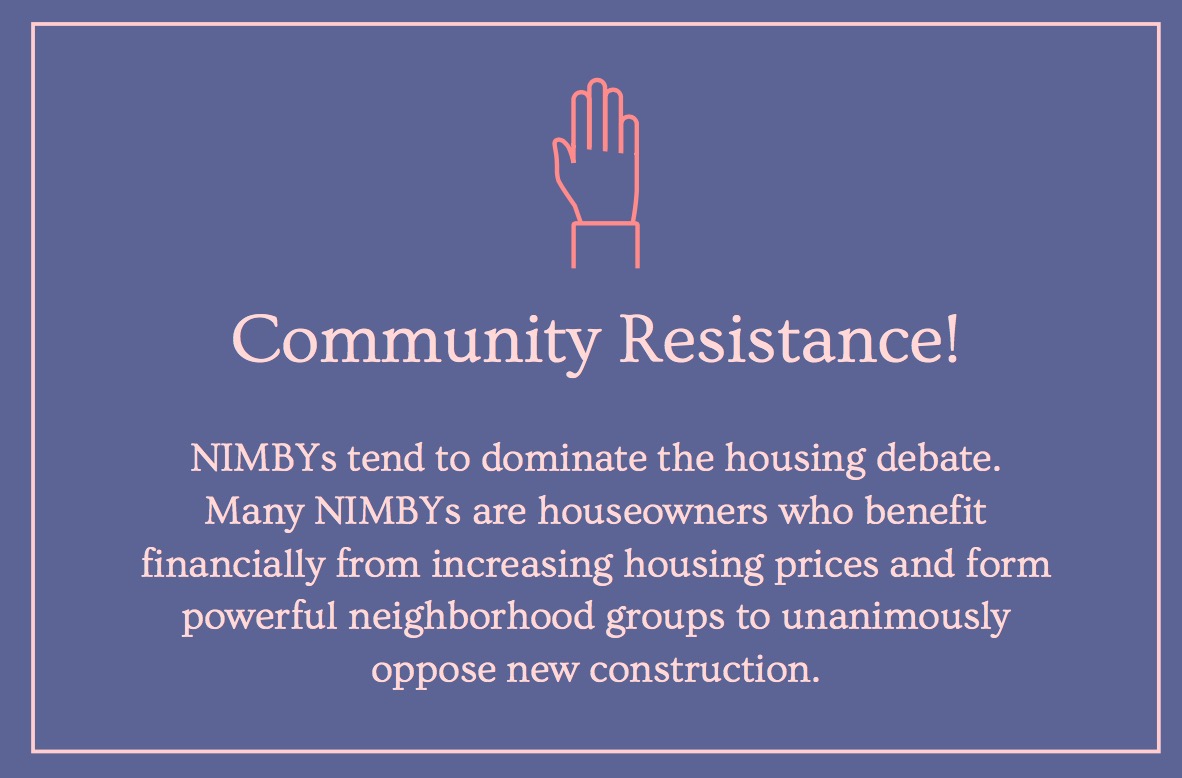 Community Resistance!
NIMBYs tend to dominate the housing debate.
Many NIMBYs are houseowners who benefit
financially from increasing housing prices and form
powerful neighborhood groups to unanimously
oppose new construction.